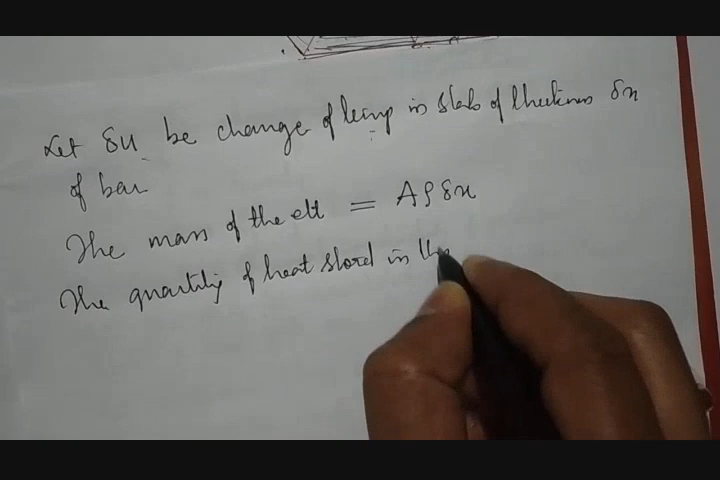 Let δu be change of temp in slab of thickness δx
of bar
The mass of the elt = Aρδx
The quantity of heat stored in th